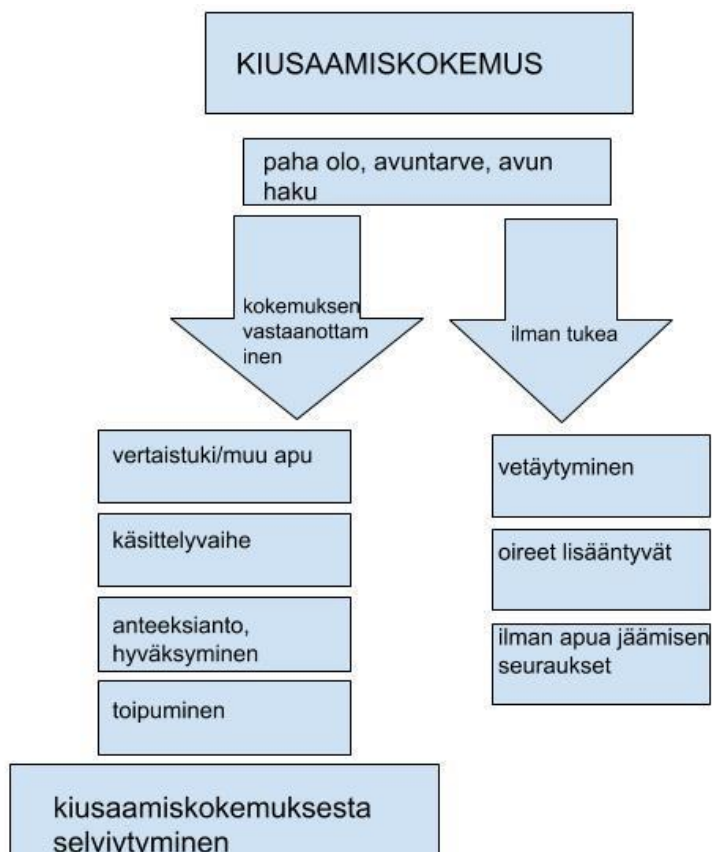 KIUSAAMISKOKEMUS
paha olo, avuntarve, avun
haku
kokemuksen
vastaanottam
inen
ilman tukea
vertaistuki/muu apu
käsittelyvaihe
anteeksianto,
hyväksyminen
toipuminen
vetäytyminen
oireet lisääntyvät
ilman apua jäämisen
seuraukset
kiusaamiskokemuksesta
selviytyminen